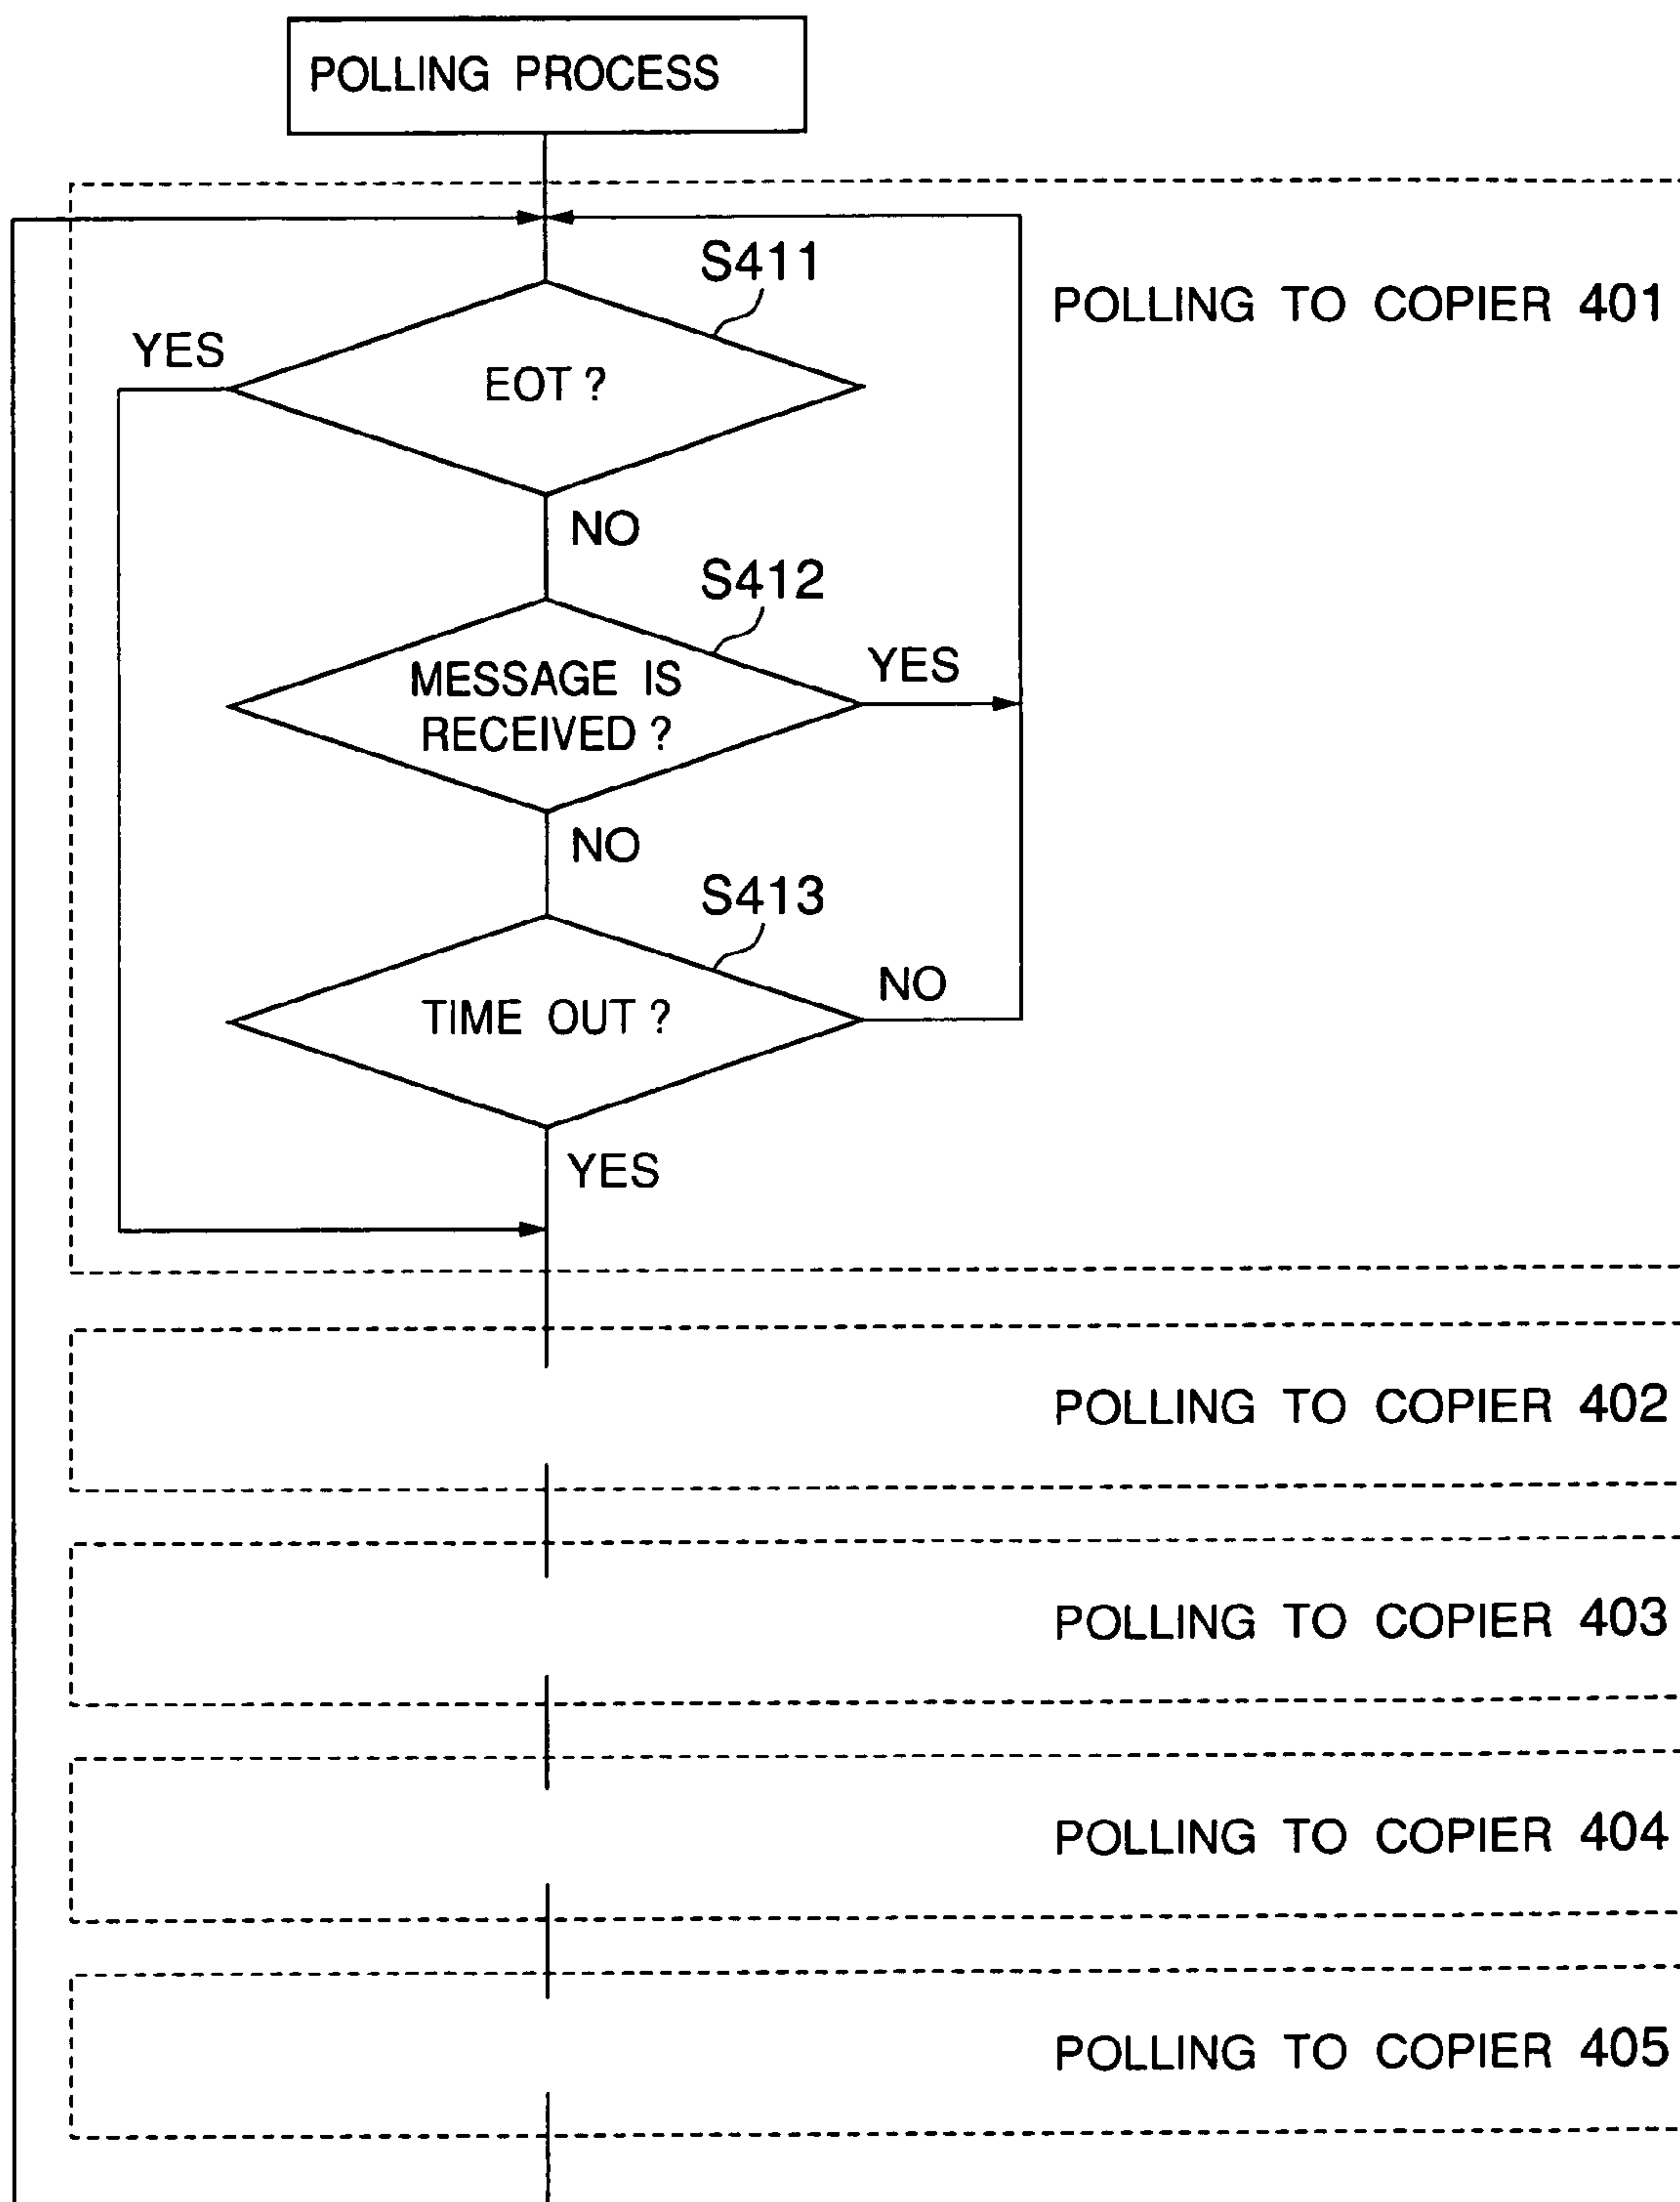 POLLING PROCESS
S411
POLLING TO COPIER 401
YES
EOT ?
NO
S412
YES
MESSAGE IS
RECEIVED ?
NO
S413
NO
TIME OUT ?
YES
POLLING TO COPIER 402
POLLING TO COPIER 403
POLLING TO COPIER 404
POLLING TO COPIER 405